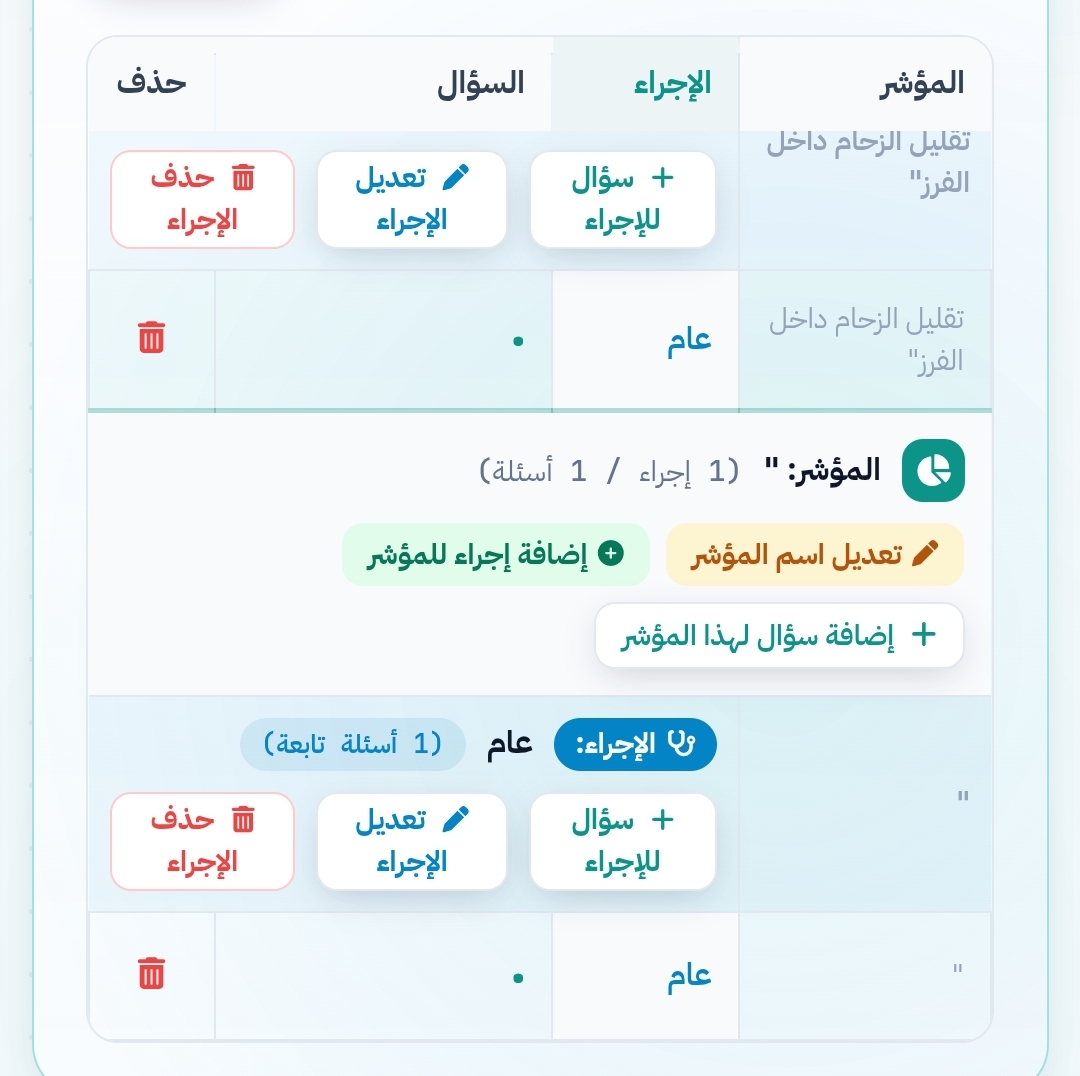 المؤشر الإجراء السؤال حذف
تقليل الزحام داخل
الفرز"
سؤال
للإجراء
تعديل
الإجراء
حذف
الإجراء
تقليل الزحام داخل
الفرز"
عام
•
المؤشر: " (1 إجراء / 1 أسئلة)
تعديل اسم المؤشر
إضافة إجراء للمؤشر
إضافة سؤال لهذا المؤشر
"
الإجراء: عام (1 أسئلة تابعة)
سؤال
للإجراء
تعديل
الإجراء
حذف
الإجراء
"
عام
•